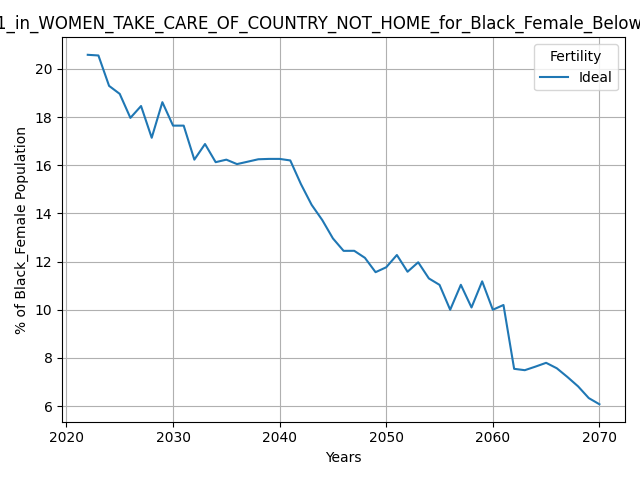 1_in_WOMEN_TAKE_CARE_OF_COUNTRY_NOT_HOME_for_Black_Female_Below
Fertility
Ideal
% of Black_Female Population
20
18
16
14
12
10
8
6
2020 2030 2040 2050 2060 2070
Years